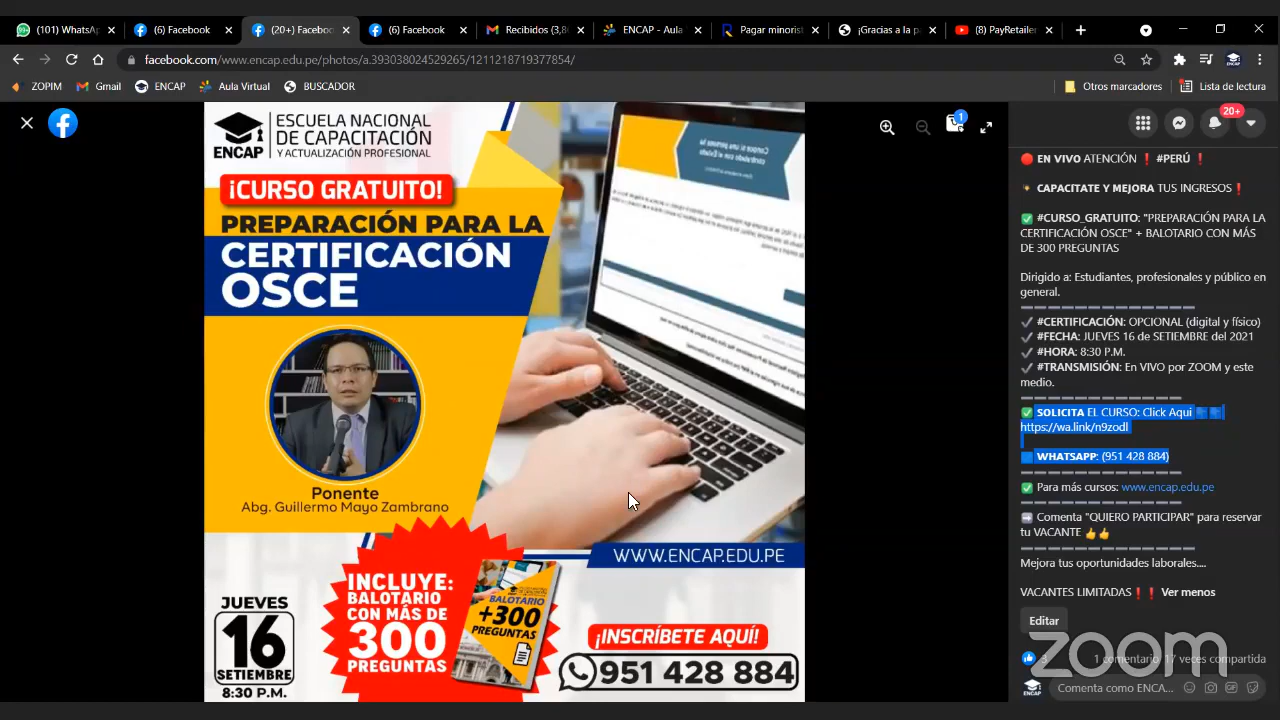 (101) WhatsAp
(6) Facebook
(20+) Faceboo
(6) Facebook
Recibidos (3,8
ENCAP - Aula
Pagar minorist
¡Gracias a la p
(8) PayRetailer
facebook.com/www.encap.edu.pe/photos/a.393038024529265/1211218719377854/
ZOPIM
Gmail
ENCAP
Aula Virtual
BUSCADOR
Otros marcadores
Lista de lectura
ENCAP
ESCUELA NACIONAL
DE CAPACITACIÓN
Y ACTUALIZACIÓN PROFESIONAL
¡CURSO GRATUITO!
PREPARACIÓN PARA LA
CERTIFICACIÓN
OSCE
Ponente
Abg. Guillermo Mayo Zambrano
WWW.ENCAP.EDU.PE
JUEVES
16
SETIEMBRE
8:30 P.M.
INCLUYE:
BALOTARIO
CON MÁS DE
300
PREGUNTAS
BALOTARIO
+300
PREGUNTAS
¡INSCRÍBETE AQUÍ!
951 428 884
1
20+
EN VIVO ATENCIÓN❗ #PERÚ❗
CAPACÍTATE Y MEJORA TUS INGRESOS❗
✅ #CURSO_GRATUITO: "PREPARACIÓN PARA LA
CERTIFICACIÓN OSCE" + BALOTARIO CON MÁS
DE 300 PREGUNTAS
Dirigido a: Estudiantes, profesionales y público en
general.
✔ #CERTIFICACIÓN: OPCIONAL (digital y físico)
✔ #FECHA: JUEVES 16 de SETIEMBRE del 2021
✔ #HORA: 8:30 P.M.
✔ #TRANSMISIÓN: En VIVO por ZOOM y este
medio.
✅ SOLICITA EL CURSO: Click Aqui
https://wa.link/n9zodl
WHATSAPP: (951 428 884)
✅ Para más cursos: www.encap.edu.pe
➡ Comenta "QUIERO PARTICIPAR" para reservar
tu VACANTE 👍👍
Mejora tus oportunidades laborales....
VACANTES LIMITADAS❗❗ Ver menos
Editar
1 comentario 17 veces compartida
Comenta como ENCA...
zoom